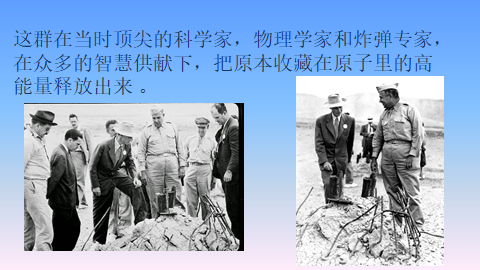 这群在当时顶尖的科学家，物理学家和炸弹专家，
在众多的智慧供献下，把原本收藏在原子里的高
能量释放出来 。